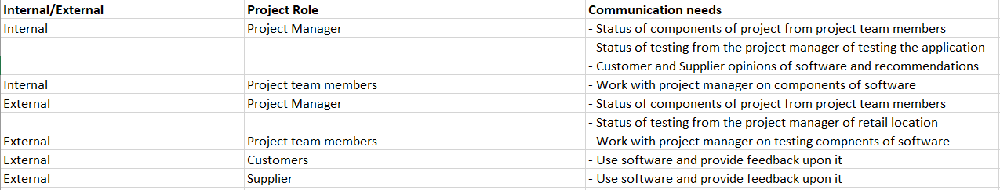 Internal/External Project Role Communication needs
Internal Project Manager - Status of components of project from project team members
- Status of testing from the project manager of testing the application
- Customer and Supplier opinions of software and recommendations
Internal Project team members - Work with project manager on components of software
External Project Manager - Status of components of project from project team members
- Status of testing from the project manager of retail location
External Project team members - Work with project manager on testing compnents of software
External Customers - Use software and provide feedback upon it
External Supplier - Use software and provide feedback upon it